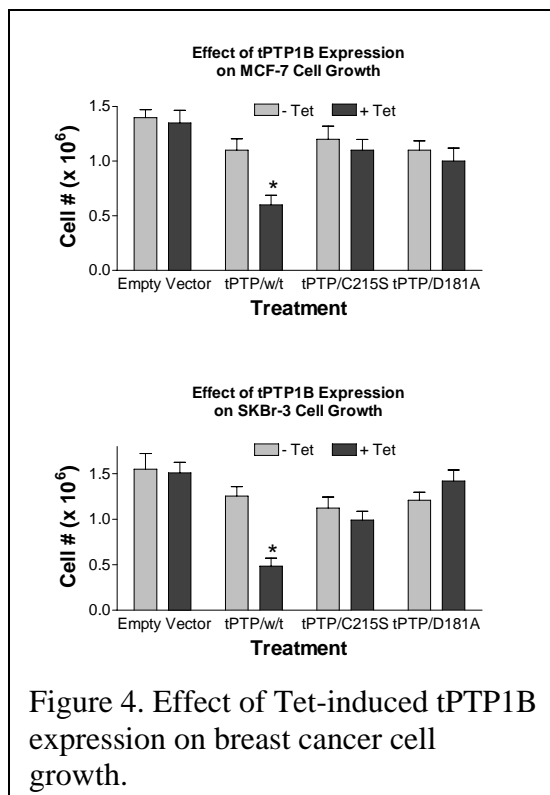 Effect of tPTP1B Expression
on MCF-7 Cell Growth
- Tet + Tet
Cell # (x 10⁶)
1.5
1.0
0.5
0.0
*
Empty Vector tPTP/w/t tPTP/C215S tPTP/D181A
Treatment
Effect of tPTP1B Expression
on SKBr-3 Cell Growth
- Tet + Tet
Cell # (x 10⁶)
1.5
1.0
0.5
0.0
*
Empty Vector tPTP/w/t tPTP/C215S tPTP/D181A
Treatment
Figure 4. Effect of Tet-induced tPTP1B
expression on breast cancer cell
growth.